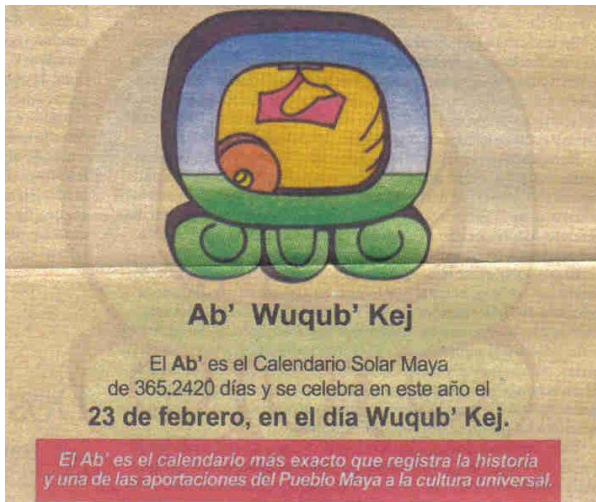 Ab' Wuqub' Kej
El Ab' es el Calendario Solar Maya
de 365.2420 días y se celebra en este año el
23 de febrero, en el día Wuqub' Kej.
El Ab' es el calendario más exacto que registra la historia
y una de las aportaciones del Pueblo Maya a la cultura universal.